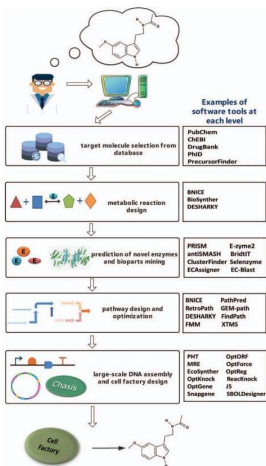 Examples of
software tools at
each level
PubChem
ChEBI
DrugBank
PhID
PrecursorFinder
target molecule selection from
database
BNICE
BioSynther
DESHARKY
metabolic reaction
design
E
E
E
PRISM E-zyme2
antiSMASH BridIT
ClusterFinder Selenzyme
ECAssigner EC-Blast
prediction of novel enzymes
and bioparts mining
BNICE PathPred
RetroPath GEM-path
DESHARKY FindPath
FMM XTMS
pathway design
and optimization
PHT OptORF
MRE OptForce
EcoSynther OptReg
OptKnock ReacKnock
OptGene J5
Snapgene SBOLDesigner
Chasis
large-scale DNA assembly
and cell factory design
Cell
Factory